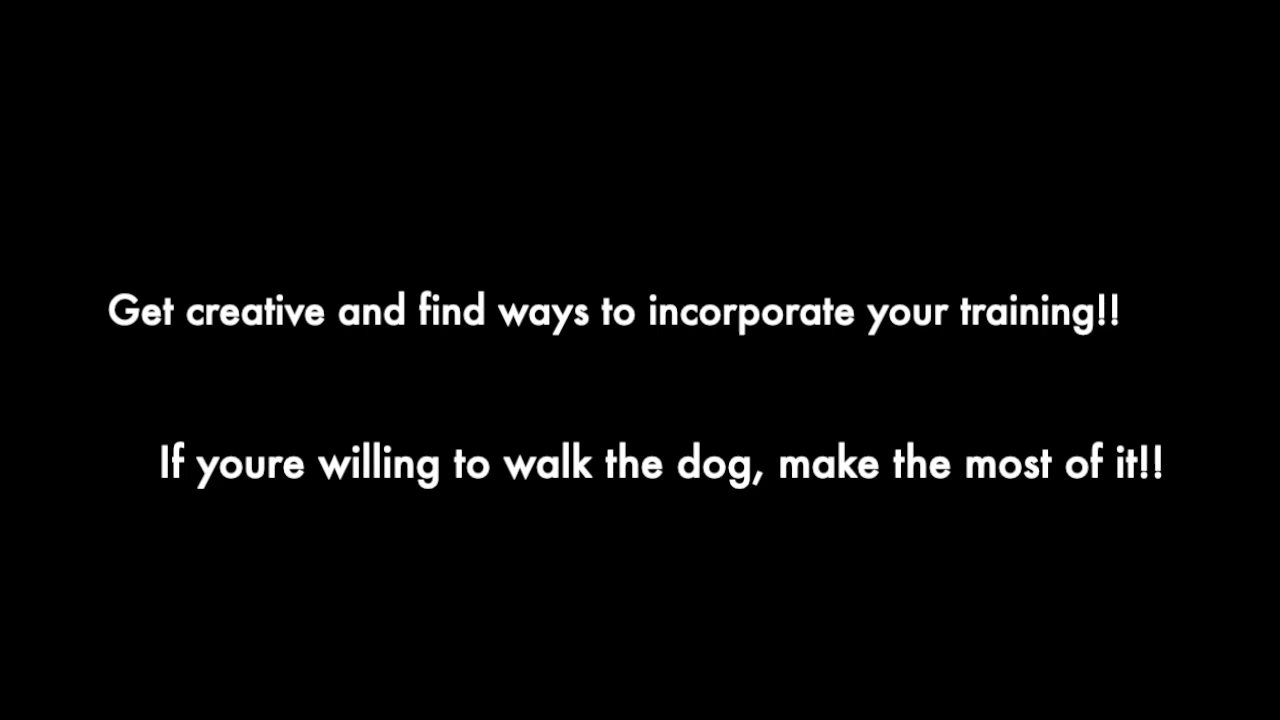 Get creative and find ways to incorporate your training!!
If youre willing to walk the dog, make the most of it!!